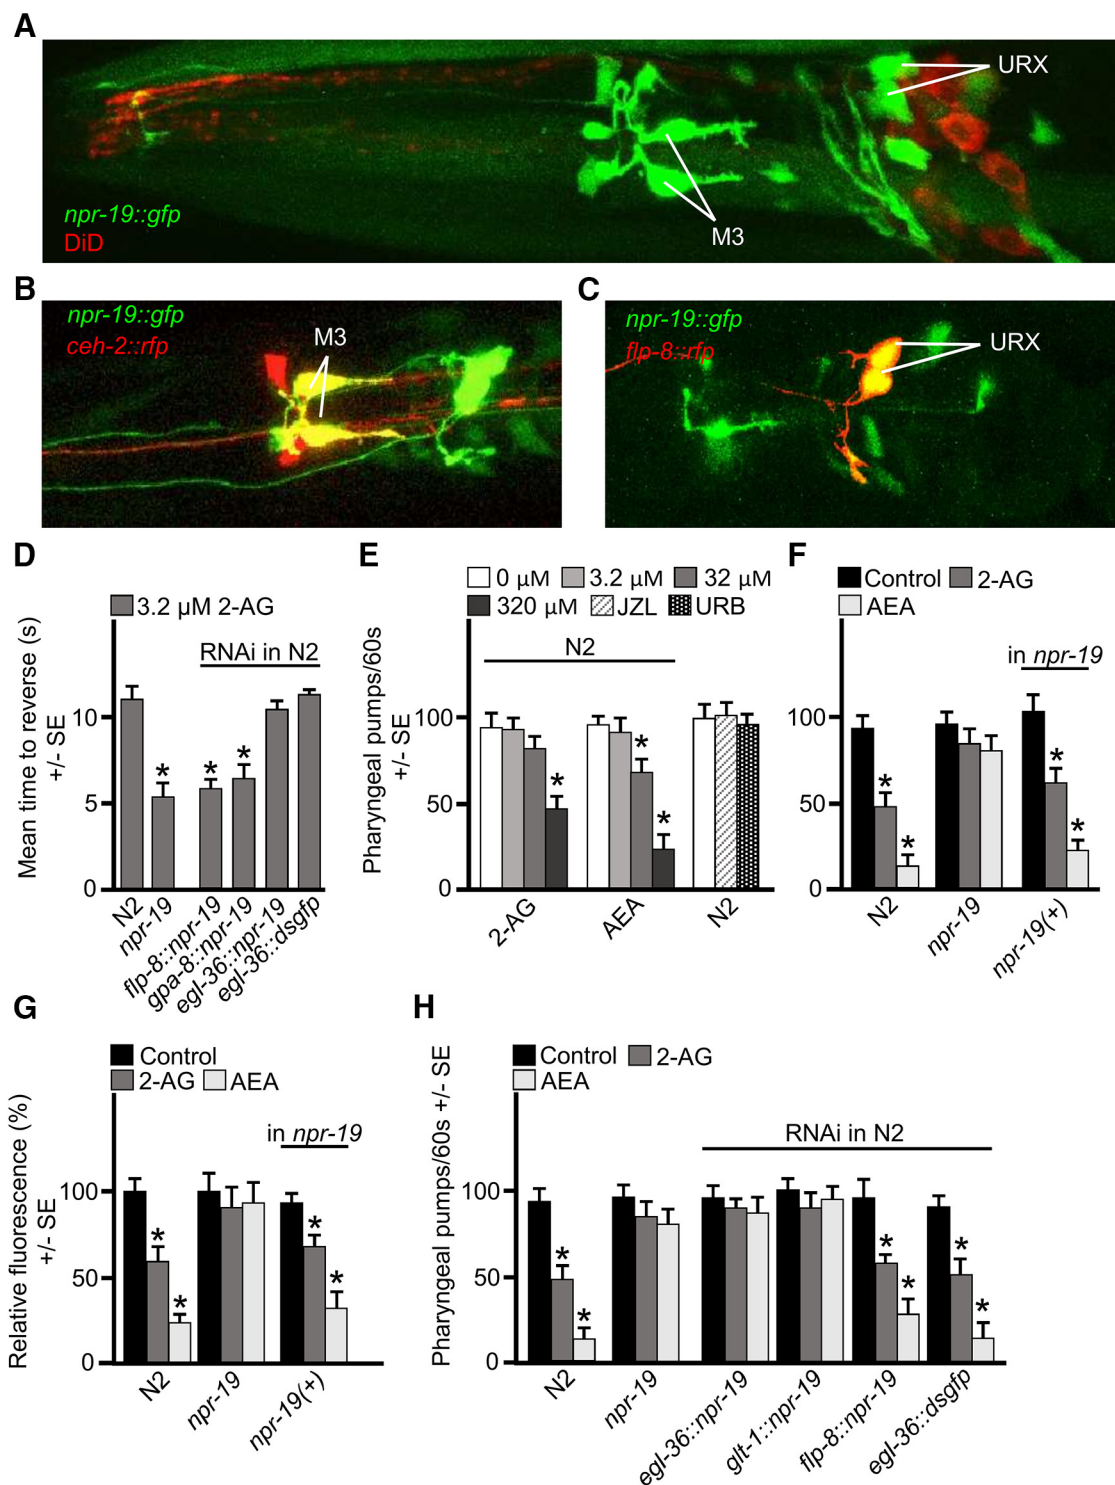 A
URX
M3
npr-19::gfp
DiD
B
npr-19::gfp
ceh-2::rfp
M3
C
npr-19::gfp
flp-8::rfp
URX
D
3.2 µM 2-AG
RNAi in N2
Mean time to reverse (s)
+/- SE
10
5
0
* * *
N2
npr-19
flp-8::npr-19
gpa-8::npr-19
egl-36::npr-19
egl-36::dsgfp
E
0 µM 3.2 µM 32 µM
320 µM JZL URB
N2
Pharyngeal pumps/60s
+/- SE
100
50
0
* * *
2-AG
AEA
N2
F
Control 2-AG
AEA
in npr-19
100
50
0
* * * *
N2
npr-19
npr-19(+)
G
Control
2-AG AEA
in npr-19
Relative fluorescence (%)
+/- SE
100
50
0
* * * *
N2
npr-19
npr-19(+)
H
Control 2-AG
AEA
RNAi in N2
Pharyngeal pumps/60s +/- SE
100
50
0
* * * * * *
N2
npr-19
egl-36::npr-19
glt-1::npr-19
flp-8::npr-19
egl-36::dsgfp